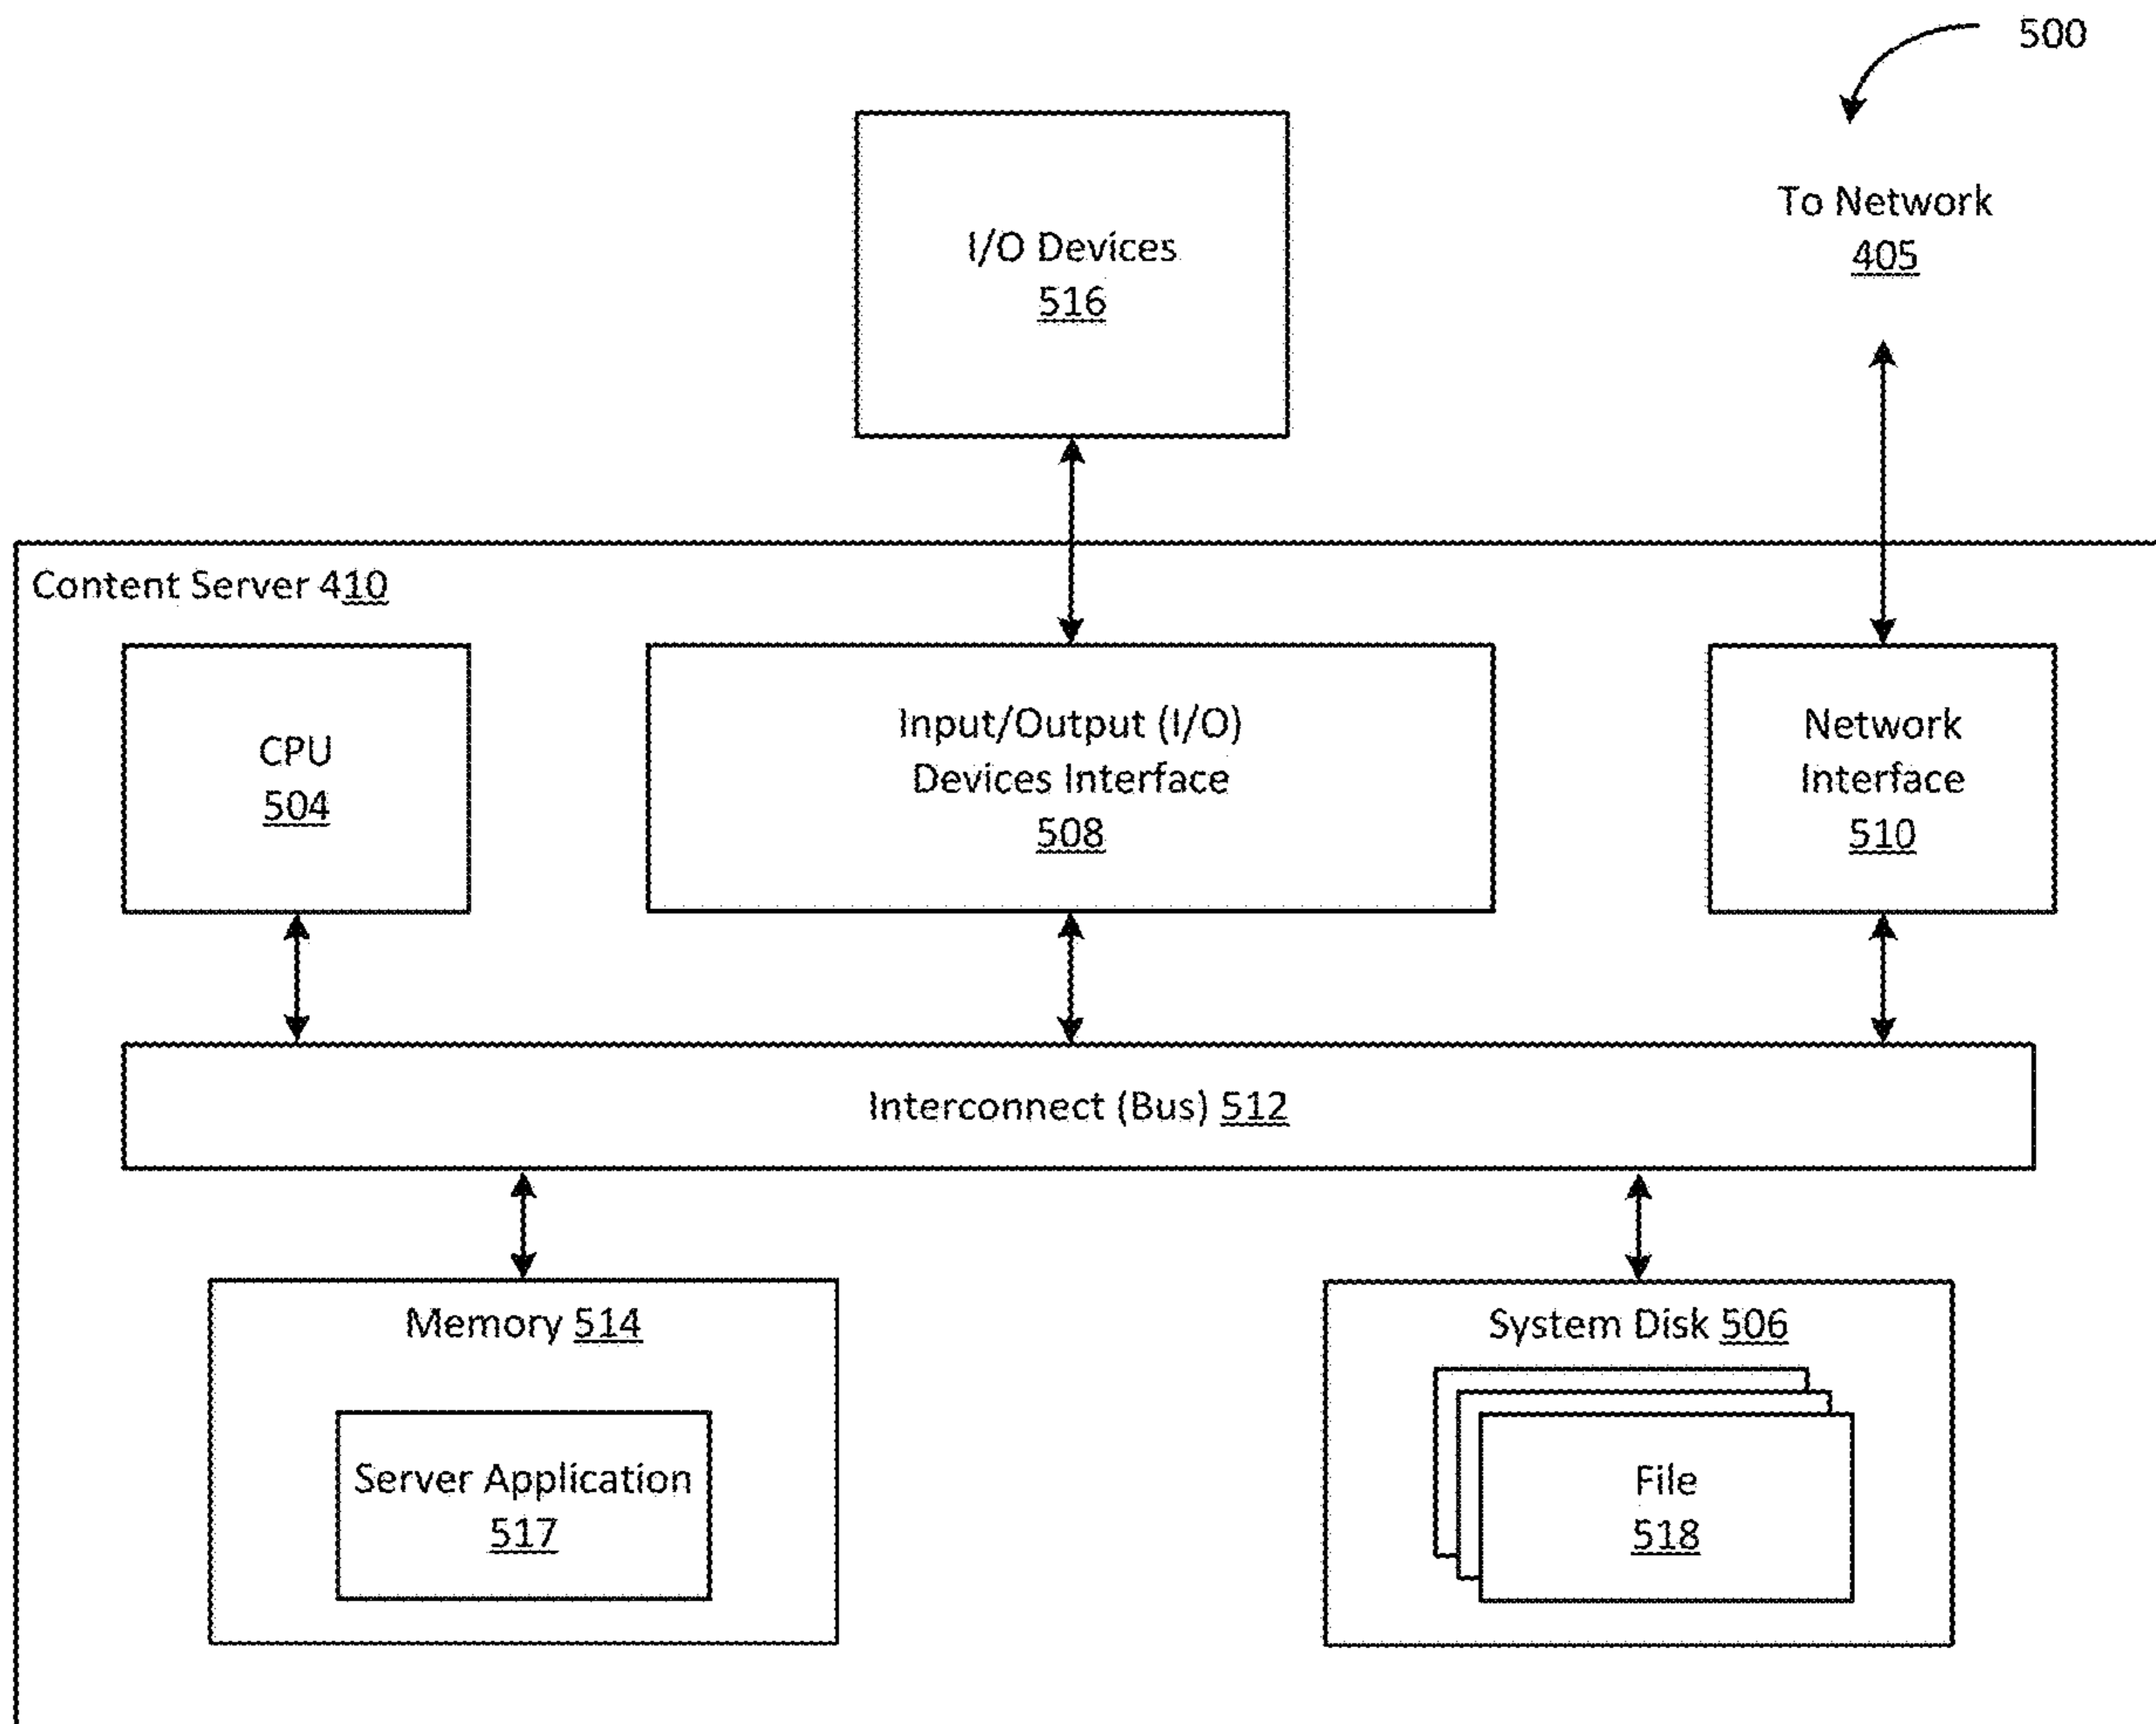 500
I/O Devices
516
To Network
405
Content Server 410
CPU
504
Input/Output (I/O)
Devices Interface
508
Network
Interface
510
Interconnect (Bus) 512
Memory 514
Server Application
517
System Disk 506
File
518